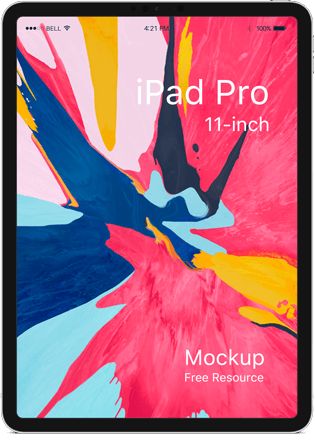 BELL 4:21 PM 100%
iPad Pro
11-inch
Mockup
Free Resource